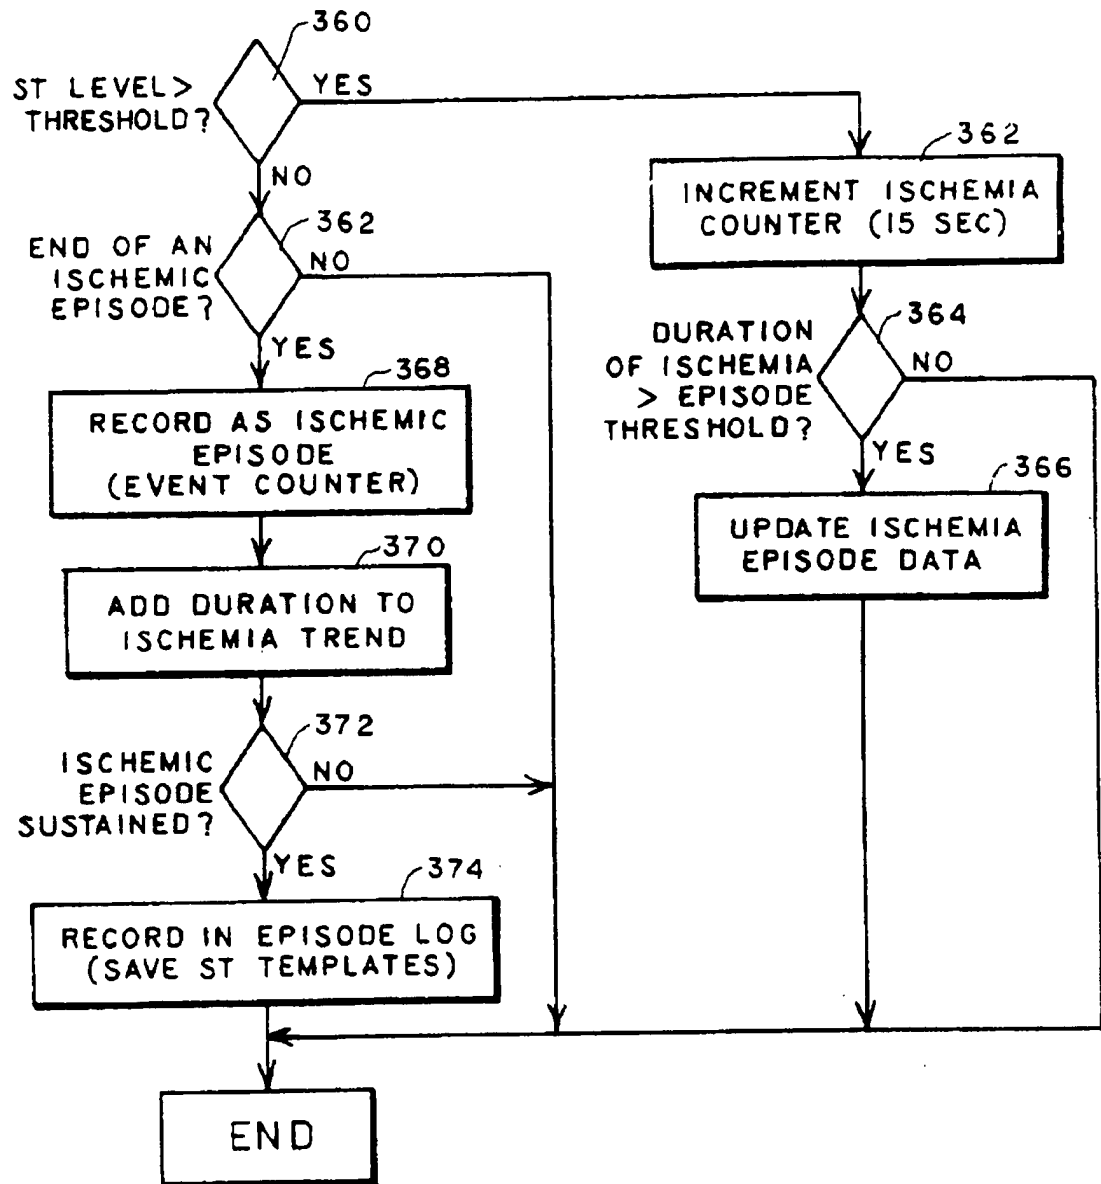 360
ST LEVEL >
THRESHOLD?
YES
NO
362
INCREMENT ISCHEMIA
COUNTER (15 SEC)
362
END OF AN
ISCHEMIC
EPISODE?
NO
YES
364
DURATION
OF ISCHEMIA
> EPISODE
THRESHOLD?
NO
YES
368
RECORD AS ISCHEMIC
EPISODE
(EVENT COUNTER)
366
UPDATE ISCHEMIA
EPISODE DATA
370
ADD DURATION TO
ISCHEMIA TREND
372
ISCHEMIC
EPISODE
SUSTAINED?
NO
YES
374
RECORD IN EPISODE LOG
(SAVE ST TEMPLATES)
END